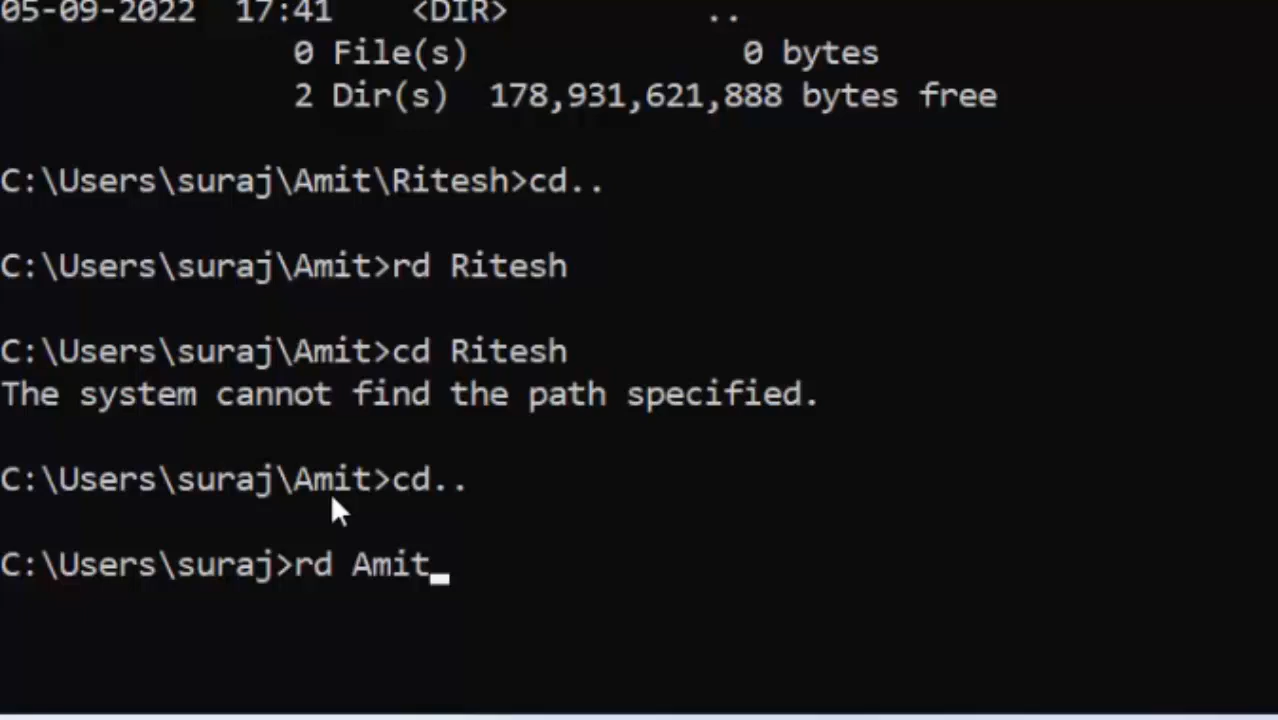 05-09-2022 17:41 <DIR> ..
0 File(s) 0 bytes
2 Dir(s) 178,931,621,888 bytes free
C:\Users\suraj\Amit\Ritesh>cd..
C:\Users\suraj\Amit>rd Ritesh
C:\Users\suraj\Amit>cd Ritesh
The system cannot find the path specified.
C:\Users\suraj\Amit>cd..
C:\Users\suraj>rd Amit